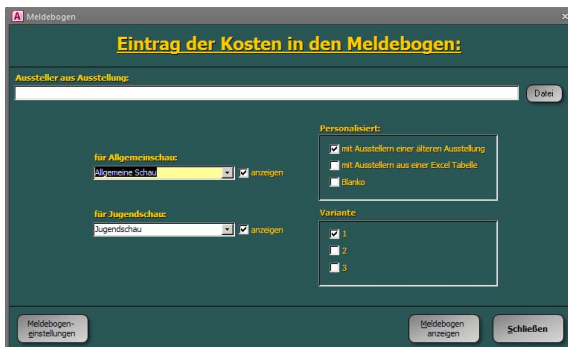 Meldebogen
Eintrag der Kosten in den Meldebogen:
Aussteller aus Ausstellung:
Datei
für Allgemeinschau:
Allgemeine Schau
anzeigen
für Jugendschau:
Jugendschau
anzeigen
Personalisiert:
mit Ausstellern einer älteren Ausstellung
mit Ausstellern aus einer Excel Tabelle
Blanko
Variante
1
2
3
Meldebogen-
einstellungen
Meldebogen
anzeigen
Schließen